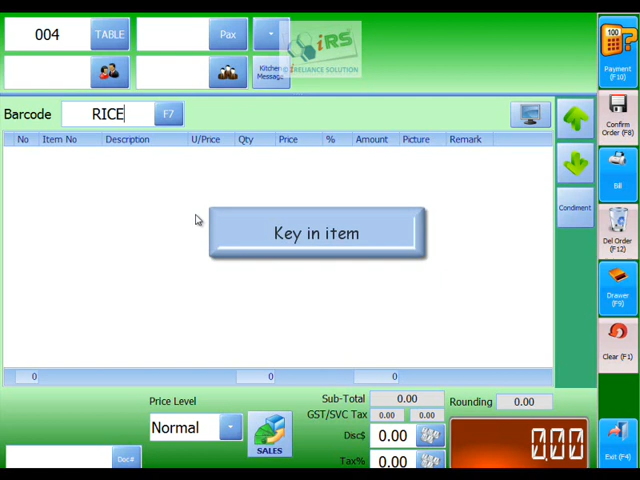 004
TABLE
Pax
iRS
© iRELIANCE SOLUTION
Kitchen
Message
100
Payment
(F10)
Barcode
RICE
F7
Confirm
Order (F8)
No
Item No
Description
U/Price
Qty
Price
%
Amount
Picture
Remark
Bill
Condiment
Key in item
Del Order
(F12)
Drawer
(F9)
Clear (F1)
0
0
0
Price Level
Sub-Total
0.00
Rounding
0.00
GST/SVC Tax
0.00
0.00
Normal
SALES
Disc$
0.00
0.00
Doc#
Tax%
0.00
Exit (F4)